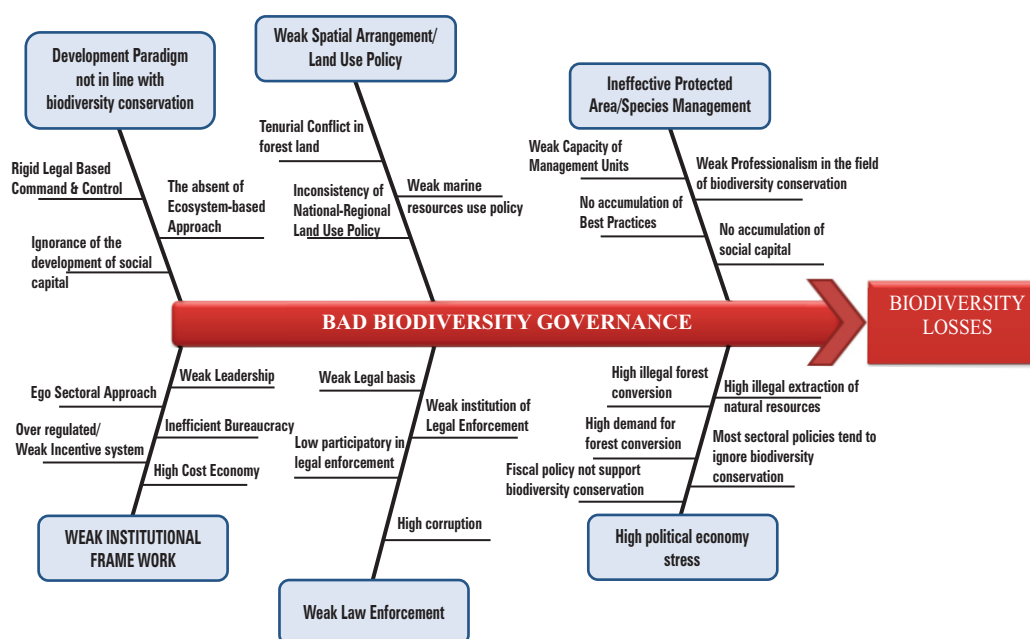 Development Paradigm
not in line with
biodiversity conservation
Weak Spatial Arrangement/
Land Use Policy
Ineffective Protected
Area/Species Management
Rigid Legal Based
Command & Control
The absent of
Ecosystem-based
Approach
Ignorance of the
development of social
capital
Tenurial Conflict in
forest land
Inconsistency of
National-Regional
Land Use Policy
Weak marine
resources use policy
Weak Capacity of
Management Units
Weak Professionalism in the field
of biodiversity conservation
No accumulation of
Best Practices
No accumulation of
social capital
BAD BIODIVERSITY GOVERNANCE
BIODIVERSITY
LOSSES
Weak Leadership
Ego Sectoral Approach
Inefficient Bureaucracy
Over regulated/
Weak Incentive system
High Cost Economy
WEAK INSTITUTIONAL
FRAME WORK
Weak Legal basis
Weak institution of
Legal Enforcement
Low participatory in
legal enforcement
High corruption
Weak Law Enforcement
High illegal forest
conversion
High illegal extraction of
natural resources
High demand for
forest conversion
Most sectoral policies tend to
ignore biodiversity
conservation
Fiscal policy not support
biodiversity conservation
High political economy
stress